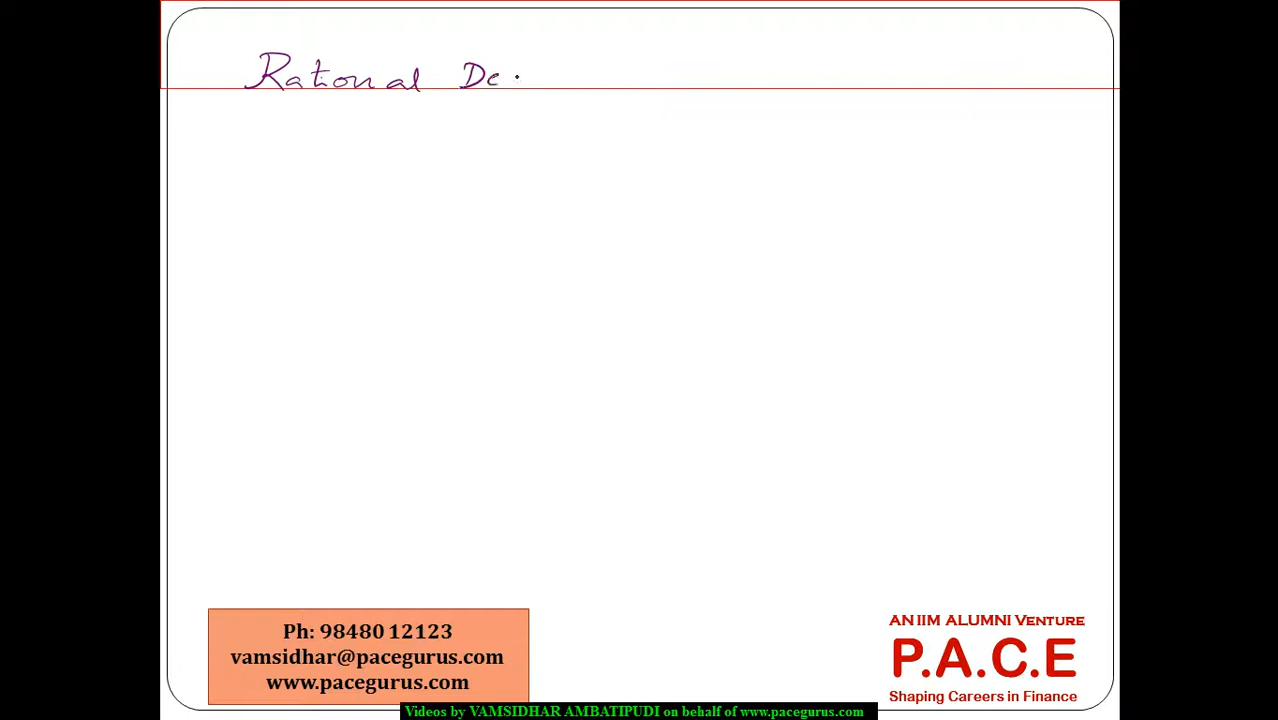 Rational De
Ph: 98480 12123
vamsidhar@pacegurus.com
www.pacegurus.com
AN IIM ALUMNI VENTURE
P.A.C.E
Shaping Careers in Finance
Videos by VAMSIDHAR AMBATIPUDI on behalf of www.pacegurus.com